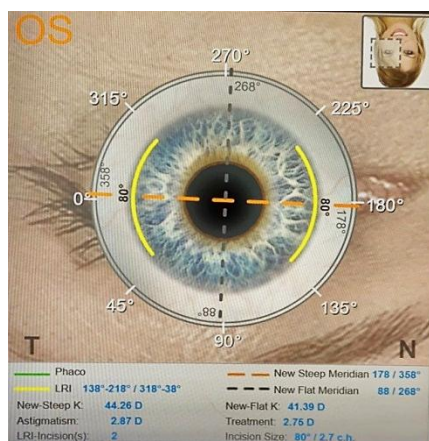 OS
270°
268°
315°
225°
358°
0°
80°
80°
180°
178°
45°
135°
88°
90°
T
N
Phaco
New Steep Meridian 178 / 358°
LRI 138°-218° / 318°-38°
New Flat Meridian 88 / 268°
New-Steep K: 44.26 D
New-Flat K: 41.39 D
Astigmatism: 2.87 D
Treatment: 2.75 D
LRI-Incision(s): 2
Incision Size: 80° / 2.7 c.h.